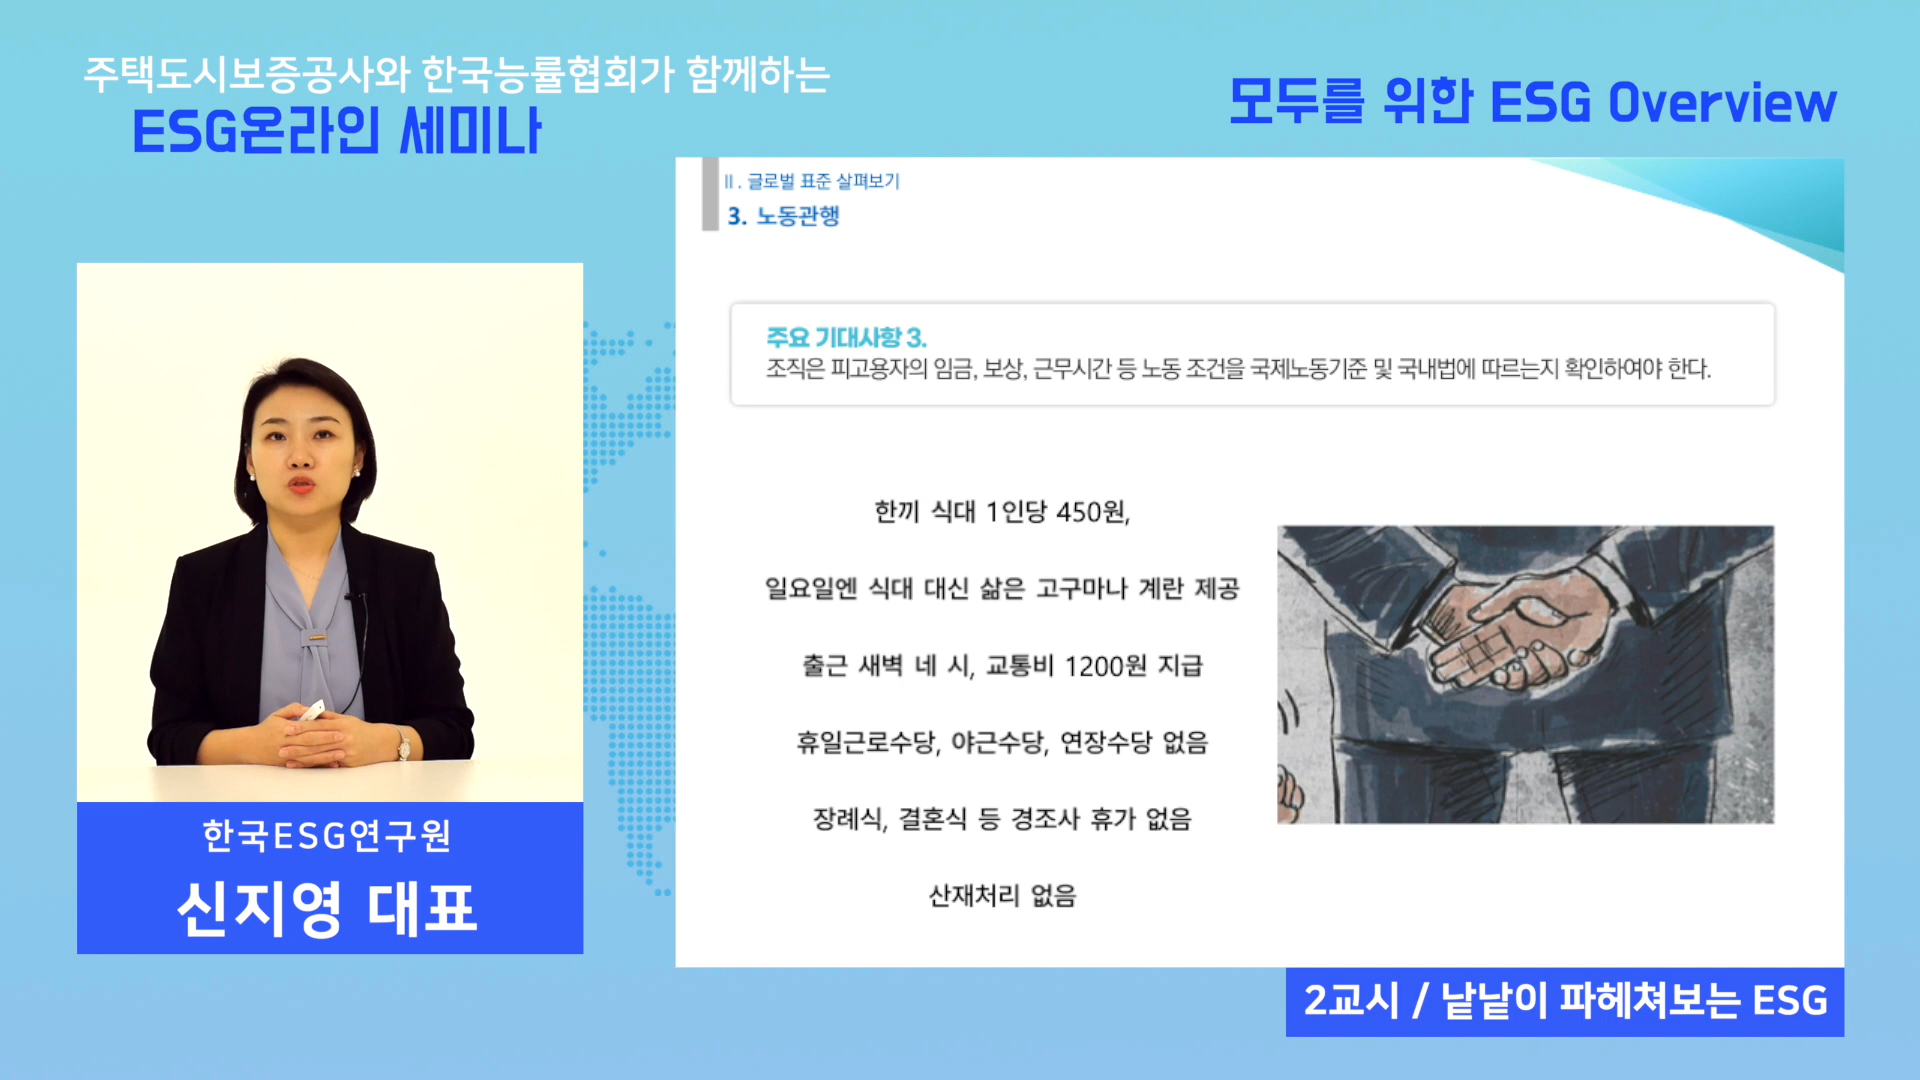 주택도시보증공사와 한국능률협회가 함께하는
ESG온라인 세미나
모두를 위한 ESG Overview
Ⅱ. 글로벌 표준 살펴보기
3. 노동관행
주요 기대사항 3.
조직은 피고용자의 임금, 보상, 근무시간 등 노동 조건을 국제노동기준 및 국내법에 따르는지 확인하여야 한다.
한끼 식대 1인당 450원,
일요일엔 식대 대신 삶은 고구마나 계란 제공
출근 새벽 네 시, 교통비 1200원 지급
휴일근로수당, 야근수당, 연장수당 없음
장례식, 결혼식 등 경조사 휴가 없음
산재처리 없음
한국ESG연구원
신지영 대표
2교시 / 낱낱이 파헤쳐보는 ESG